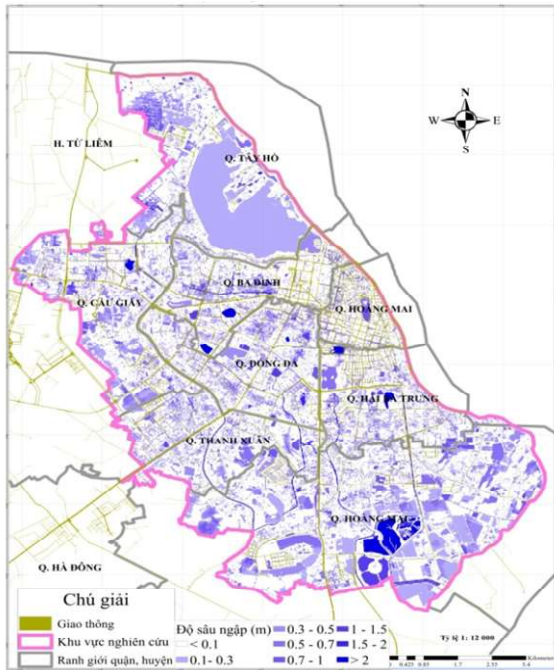 N
W E
S
H. TỪ LIÊM
Q. TÂY HỒ
Q. BA ĐÌNH
Q. CẦU GIẤY
Q. HOÀNG MAI
Q. ĐỐNG ĐA
Q. HAI BA TRUNG
Q. THANH XUÂN
Q. HOÀNG MAI
Q. HÀ ĐÔNG
Chú giải
Giao thông
Khu vực nghiên cứu
Ranh giới quận, huyện
Độ sâu ngập (m)
< 0.1
0.1- 0.3
0.3 - 0.5
0.5 - 0.7
0.7 - 1
1 - 1.5
1.5 - 2
> 2
Tỷ lệ 1: 12 000